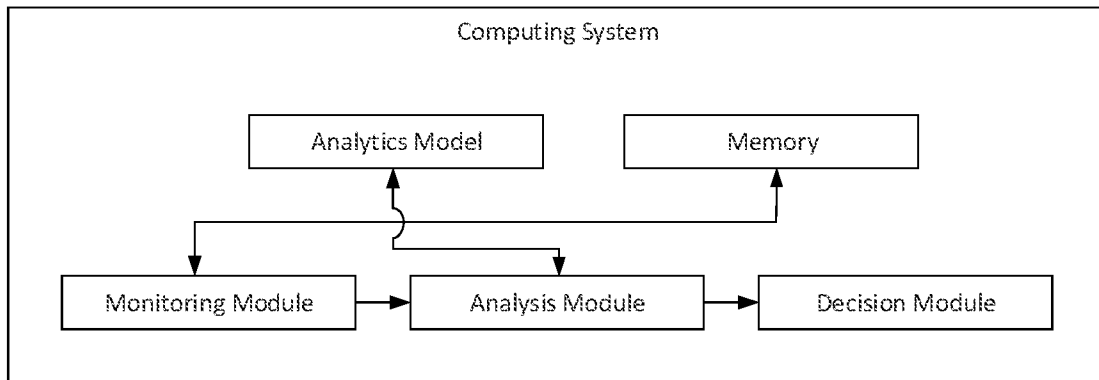 Computing System
Analytics Model
Memory
Monitoring Module
Analysis Module
Decision Module